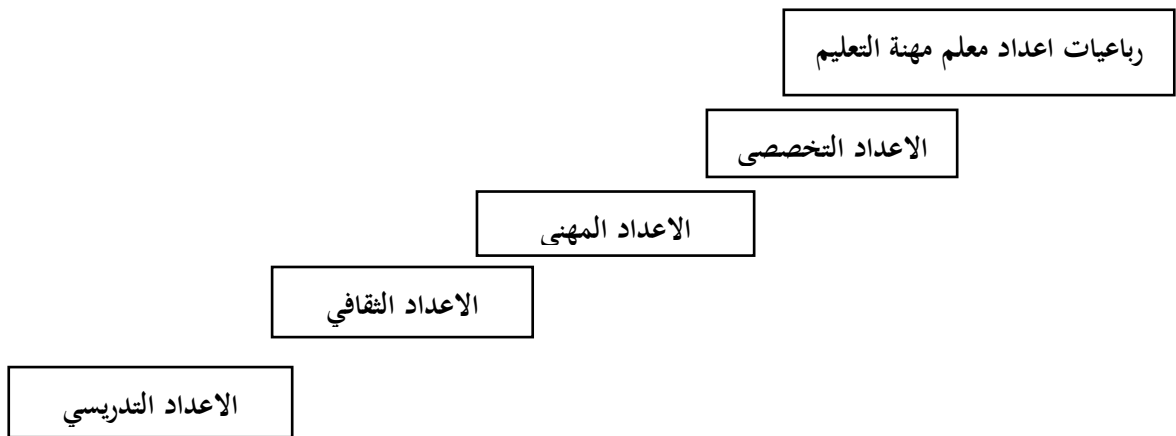 رباعيات اعداد معلم مهنة التعليم
الاعداد التخصصى
الاعداد المهنى
الاعداد الثقافي
الاعداد التدريسي